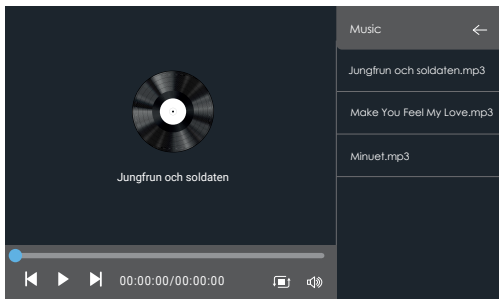 Music
Jungfrun och soldaten.mp3
Make You Feel My Love.mp3
Minuet.mp3
Jungfrun och soldaten
00:00:00/00:00:00